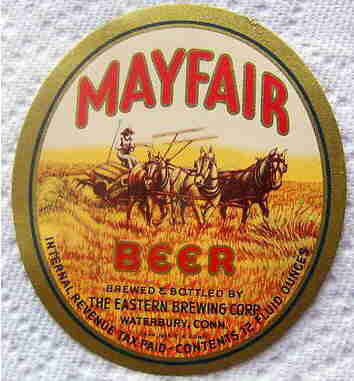 MAYFAIR
BEER
BREWED & BOTTLED BY
THE EASTERN BREWING CORP.
WATERBURY, CONN.
INTERNAL REVENUE TAX PAID - CONTENTS 12 FLUID OUNCES